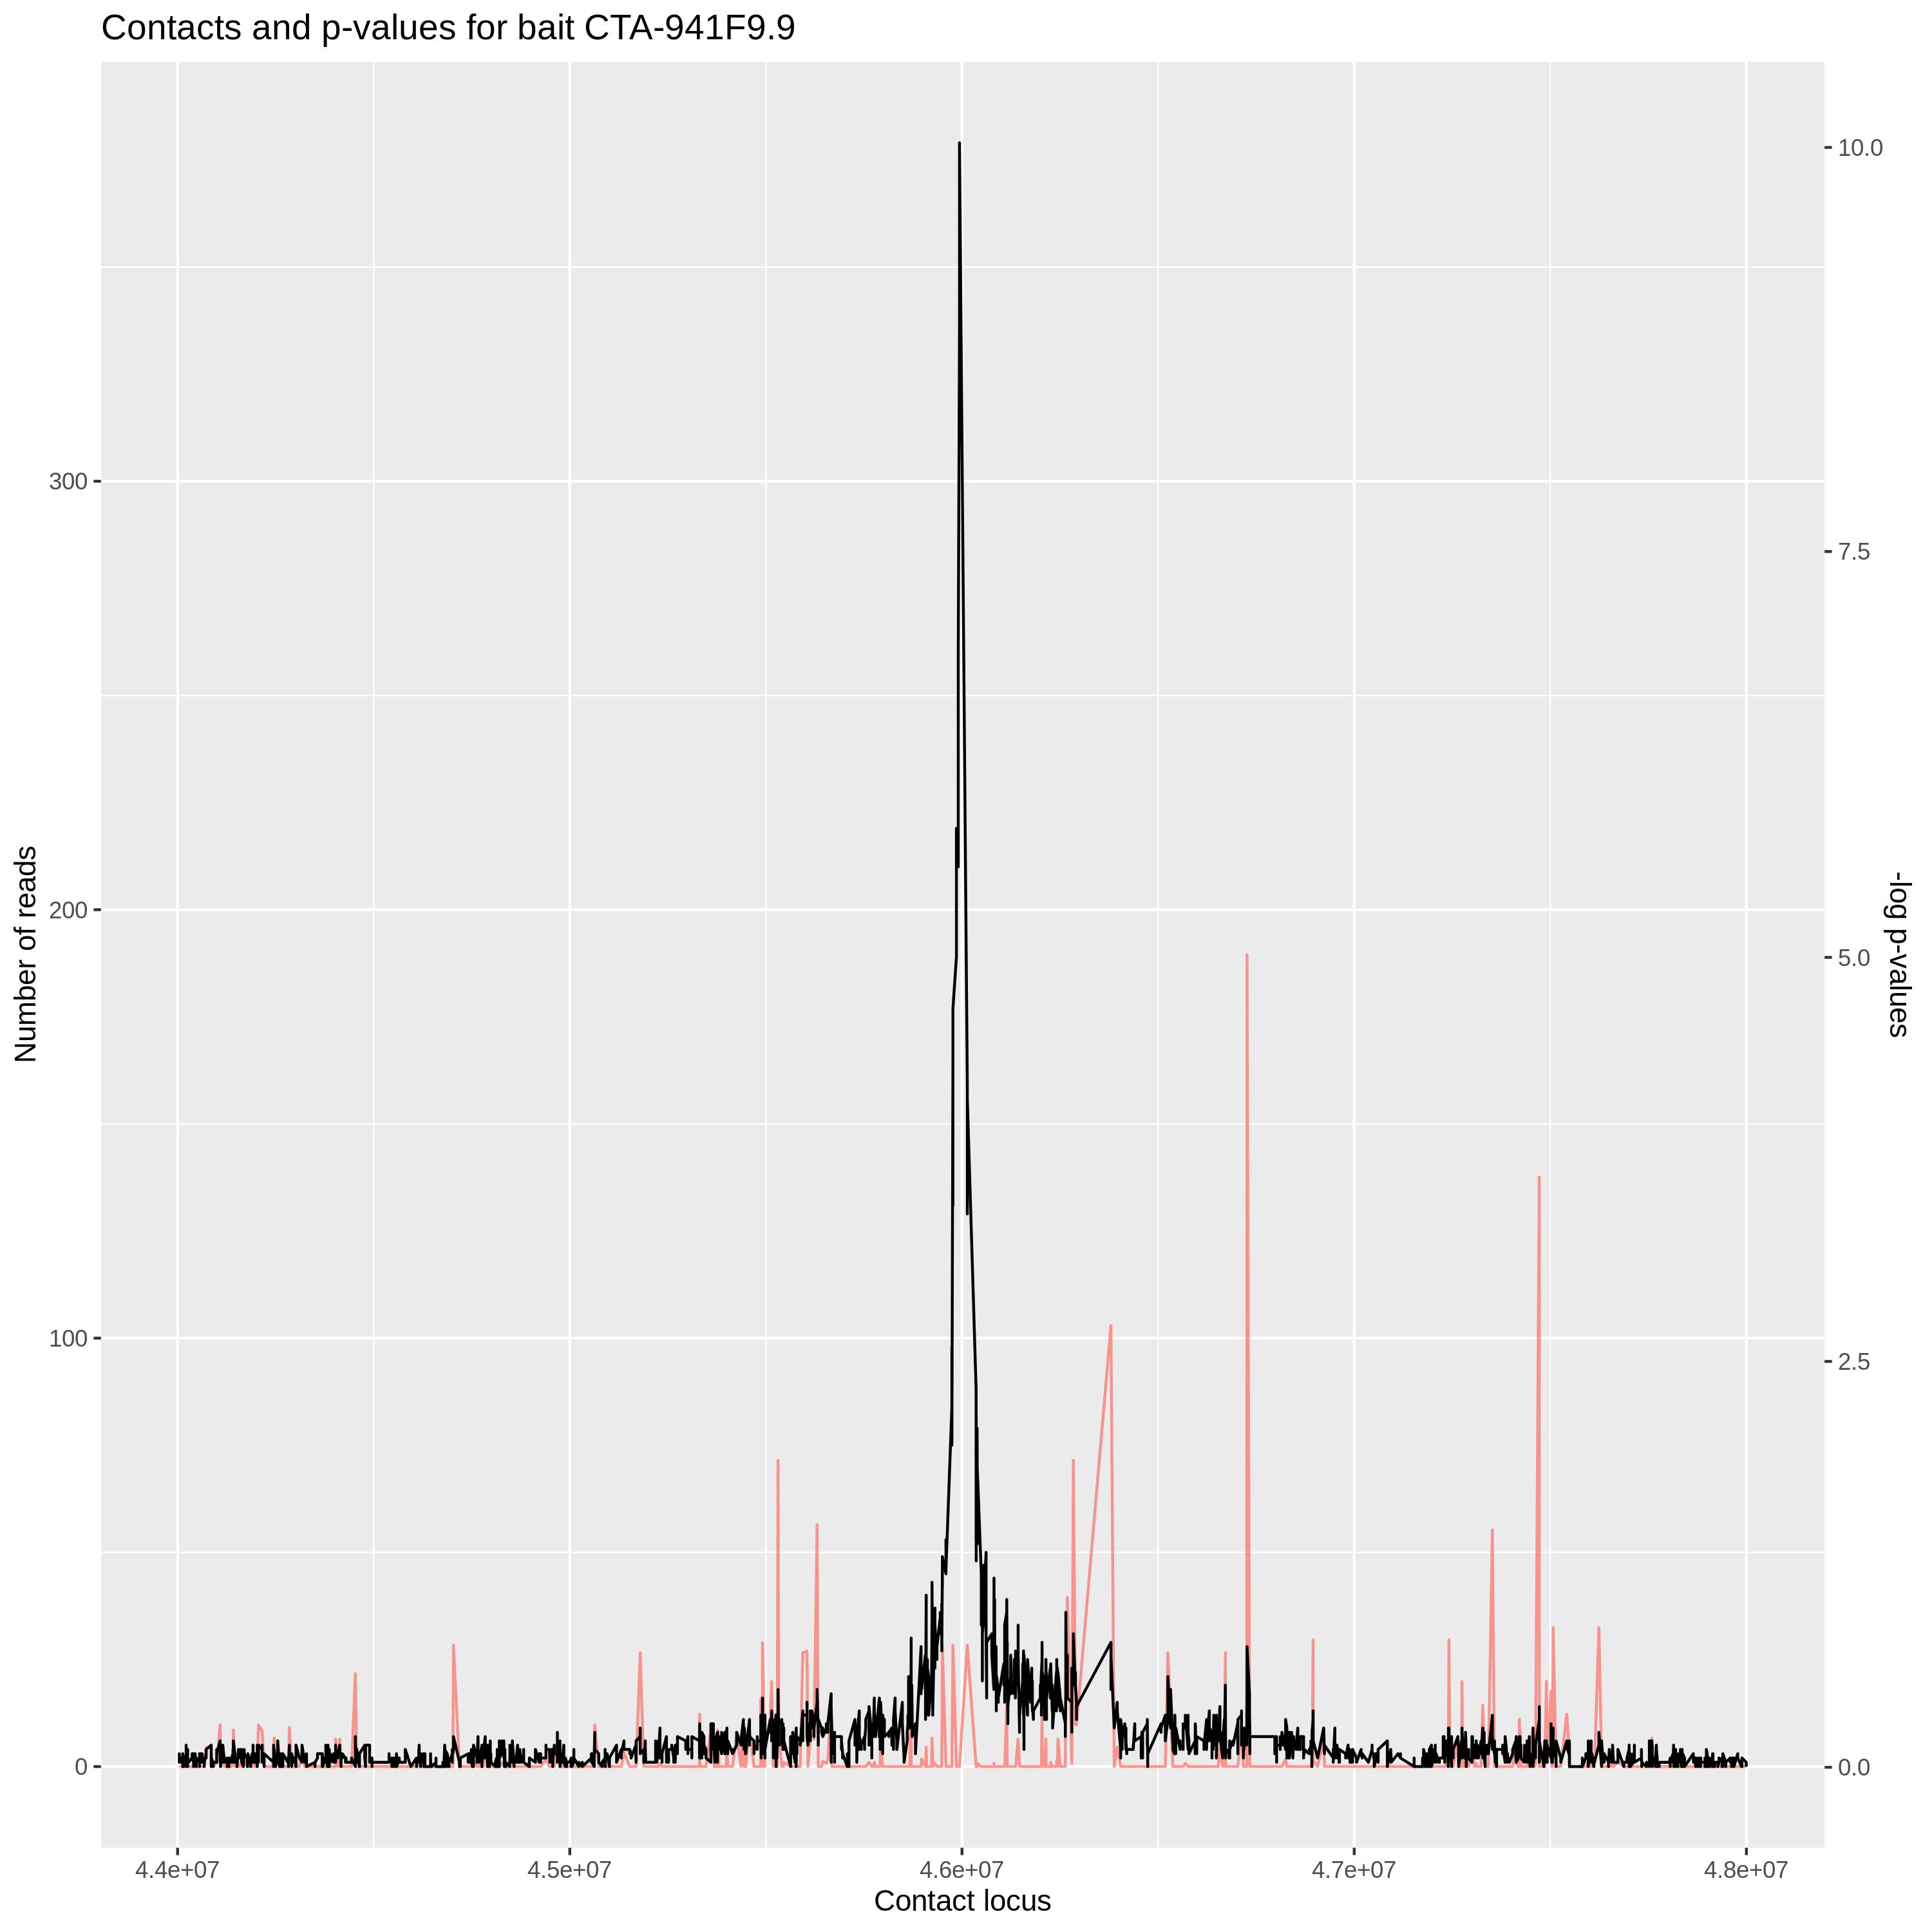 Contacts and p-values for bait CTA-941F9.9
Number of reads
300
200
100
0
10.0
7.5
5.0
2.5
0.0
-log p-values
4.4e+07 4.5e+07 4.6e+07 4.7e+07 4.8e+07
Contact locus